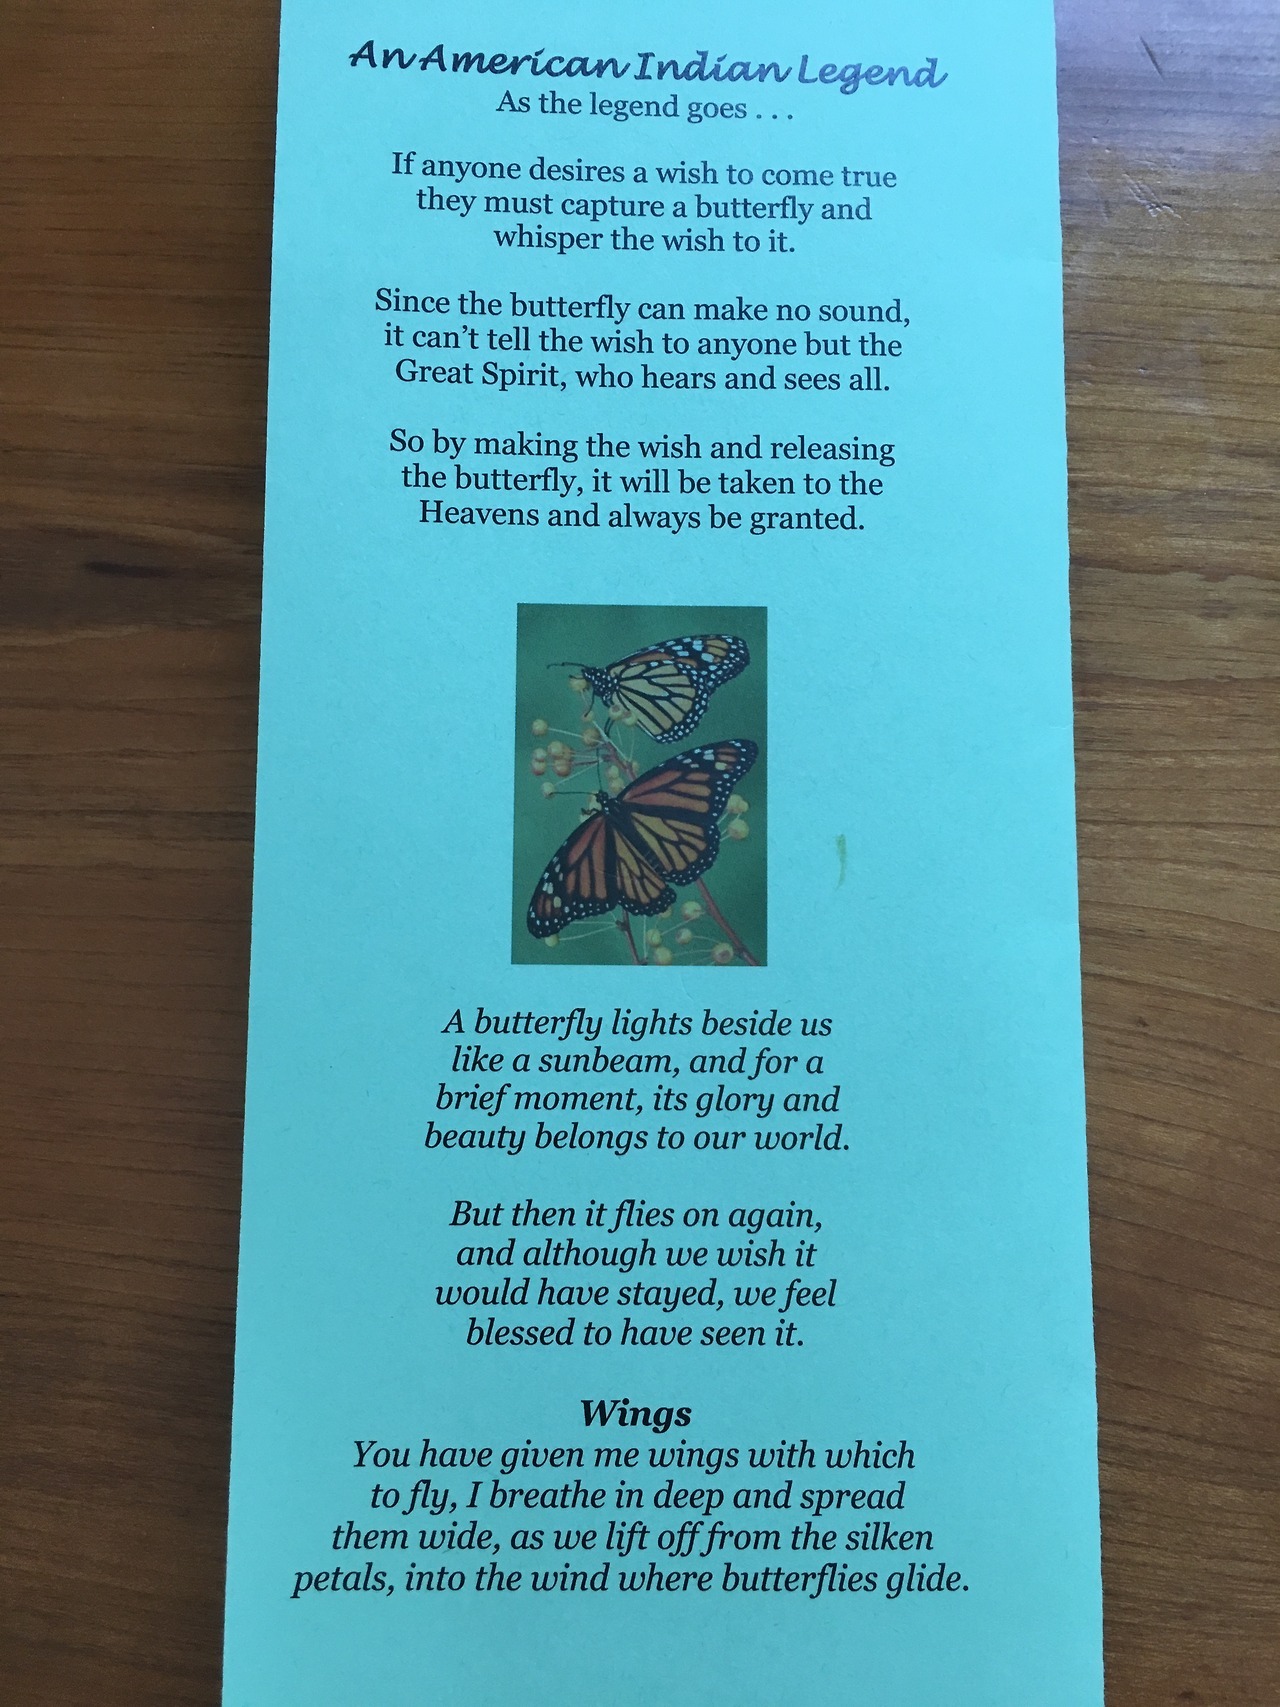 An American Indian Legend
As the legend goes . . .
If anyone desires a wish to come true
they must capture a butterfly and
whisper the wish to it.
Since the butterfly can make no sound,
it can't tell the wish to anyone but the
Great Spirit, who hears and sees all.
So by making the wish and releasing
the butterfly, it will be taken to the
Heavens and always be granted.
A butterfly lights beside us
like a sunbeam, and for a
brief moment, its glory and
beauty belongs to our world.
But then it flies on again,
and although we wish it
would have stayed, we feel
blessed to have seen it.
Wings
You have given me wings with which
to fly, I breathe in deep and spread
them wide, as we lift off from the silken
petals, into the wind where butterflies glide.